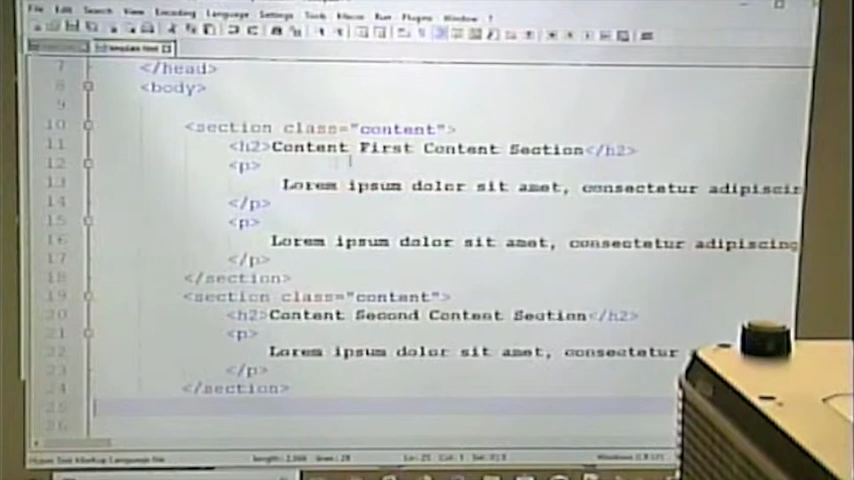 File Edit Search View Encoding Language Settings Tools Macro Run Plugins Window ?
7 </head>
8 <body>
9
10 <section class="content">
11 <h2>Content First Content Section</h2>
12 <p>
13 Lorem ipsum dolor sit amet, consectetur adipiscin
14 </p>
15 <p>
16 Lorem ipsum dolor sit amet, consectetur adipiscing
17 </p>
18 </section>
19 <section class="content">
20 <h2>Content Second Content Section</h2>
21 <p>
22 Lorem ipsum dolor sit amet, consectetur
23 </p>
24 </section>
25
26